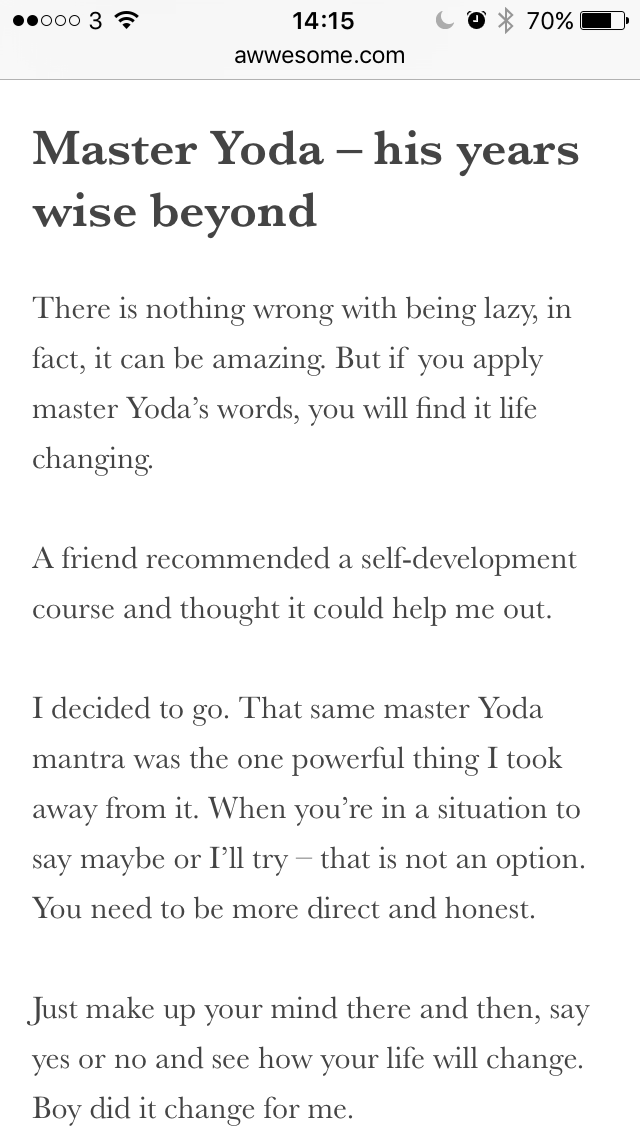 3 14:15 70%
awwesome.com
Master Yoda – his years
wise beyond
There is nothing wrong with being lazy, in
fact, it can be amazing. But if you apply
master Yoda’s words, you will find it life
changing.
A friend recommended a self-development
course and thought it could help me out.
I decided to go. That same master Yoda
mantra was the one powerful thing I took
away from it. When you’re in a situation to
say maybe or I’ll try – that is not an option.
You need to be more direct and honest.
Just make up your mind there and then, say
yes or no and see how your life will change.
Boy did it change for me.